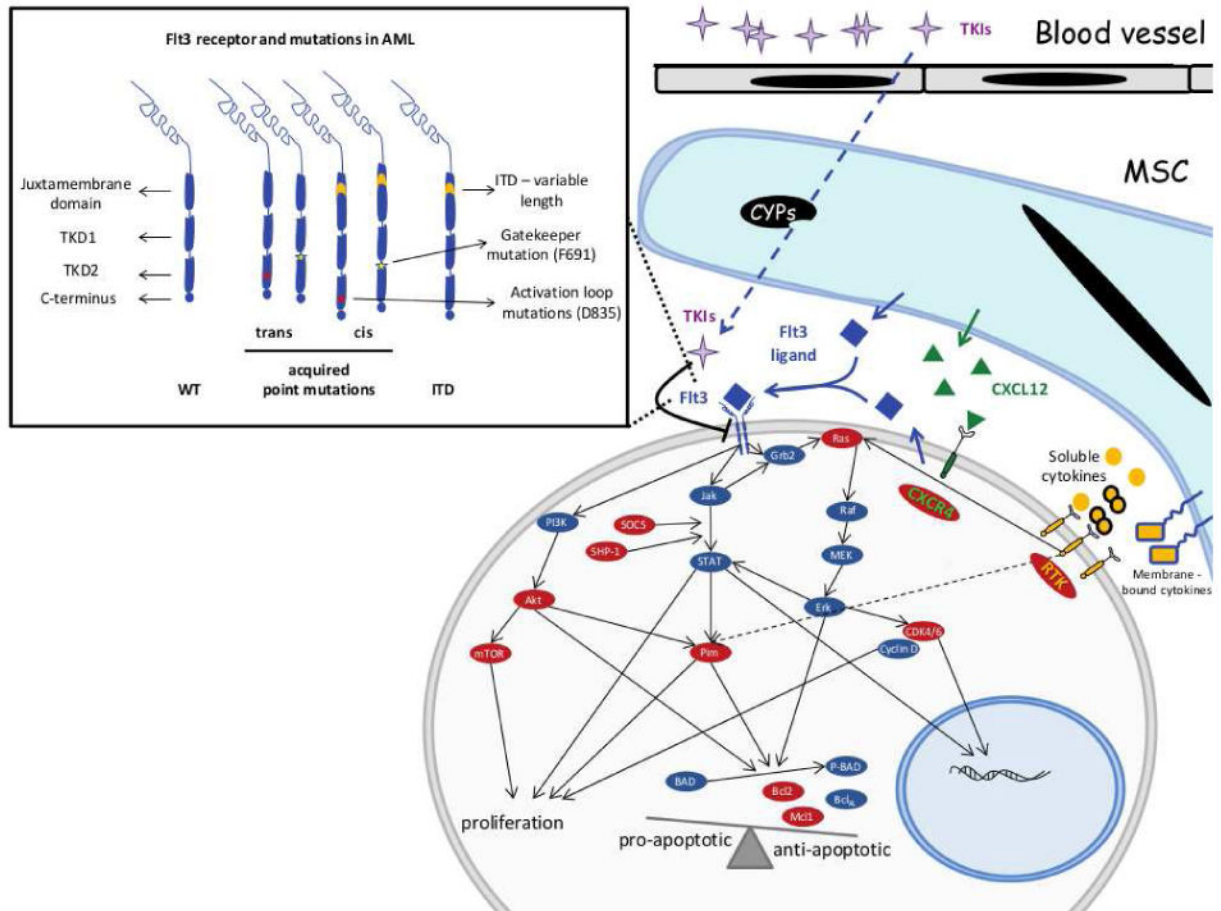 Flt3 receptor and mutations in AML
Juxtamembrane
domain
TKD1
TKD2
C-terminus
ITD – variable
length
Gatekeeper
mutation (F691)
Activation loop
mutations (D835)
trans
cis
acquired
point mutations
WT
ITD
TKIs
Blood vessel
MSC
CYPs
TKIs
Flt3
ligand
Flt3
CXCL12
Soluble
cytokines
Membrane -
bound cytokines
Ras
Grb2
Jak
CXCR4
RTK
PI3K
SOCS
SHP-1
STAT
Raf
MEK
Erk
Akt
mTOR
Pim
CDK4/6
Cyclin D
BAD
P-BAD
Bcl2
BclXL
Mcl1
proliferation
pro-apoptotic
anti-apoptotic